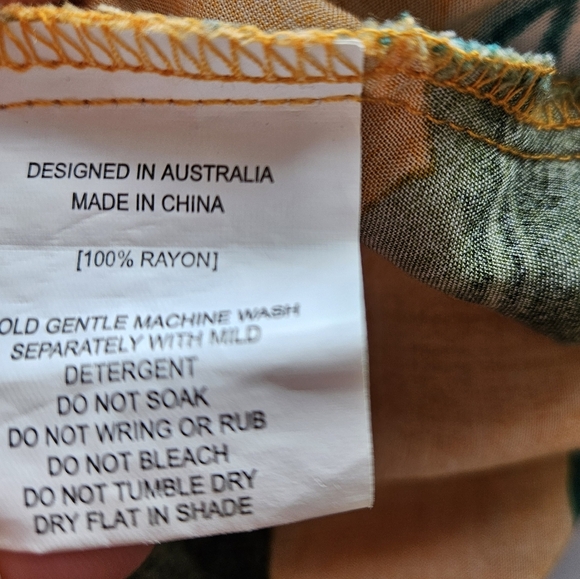 DESIGNED IN AUSTRALIA
MADE IN CHINA
[100% RAYON]
OLD GENTLE MACHINE WASH
SEPARATELY WITH MILD
DETERGENT
DO NOT SOAK
DO NOT WRING OR RUB
DO NOT BLEACH
DO NOT TUMBLE DRY
DRY FLAT IN SHADE